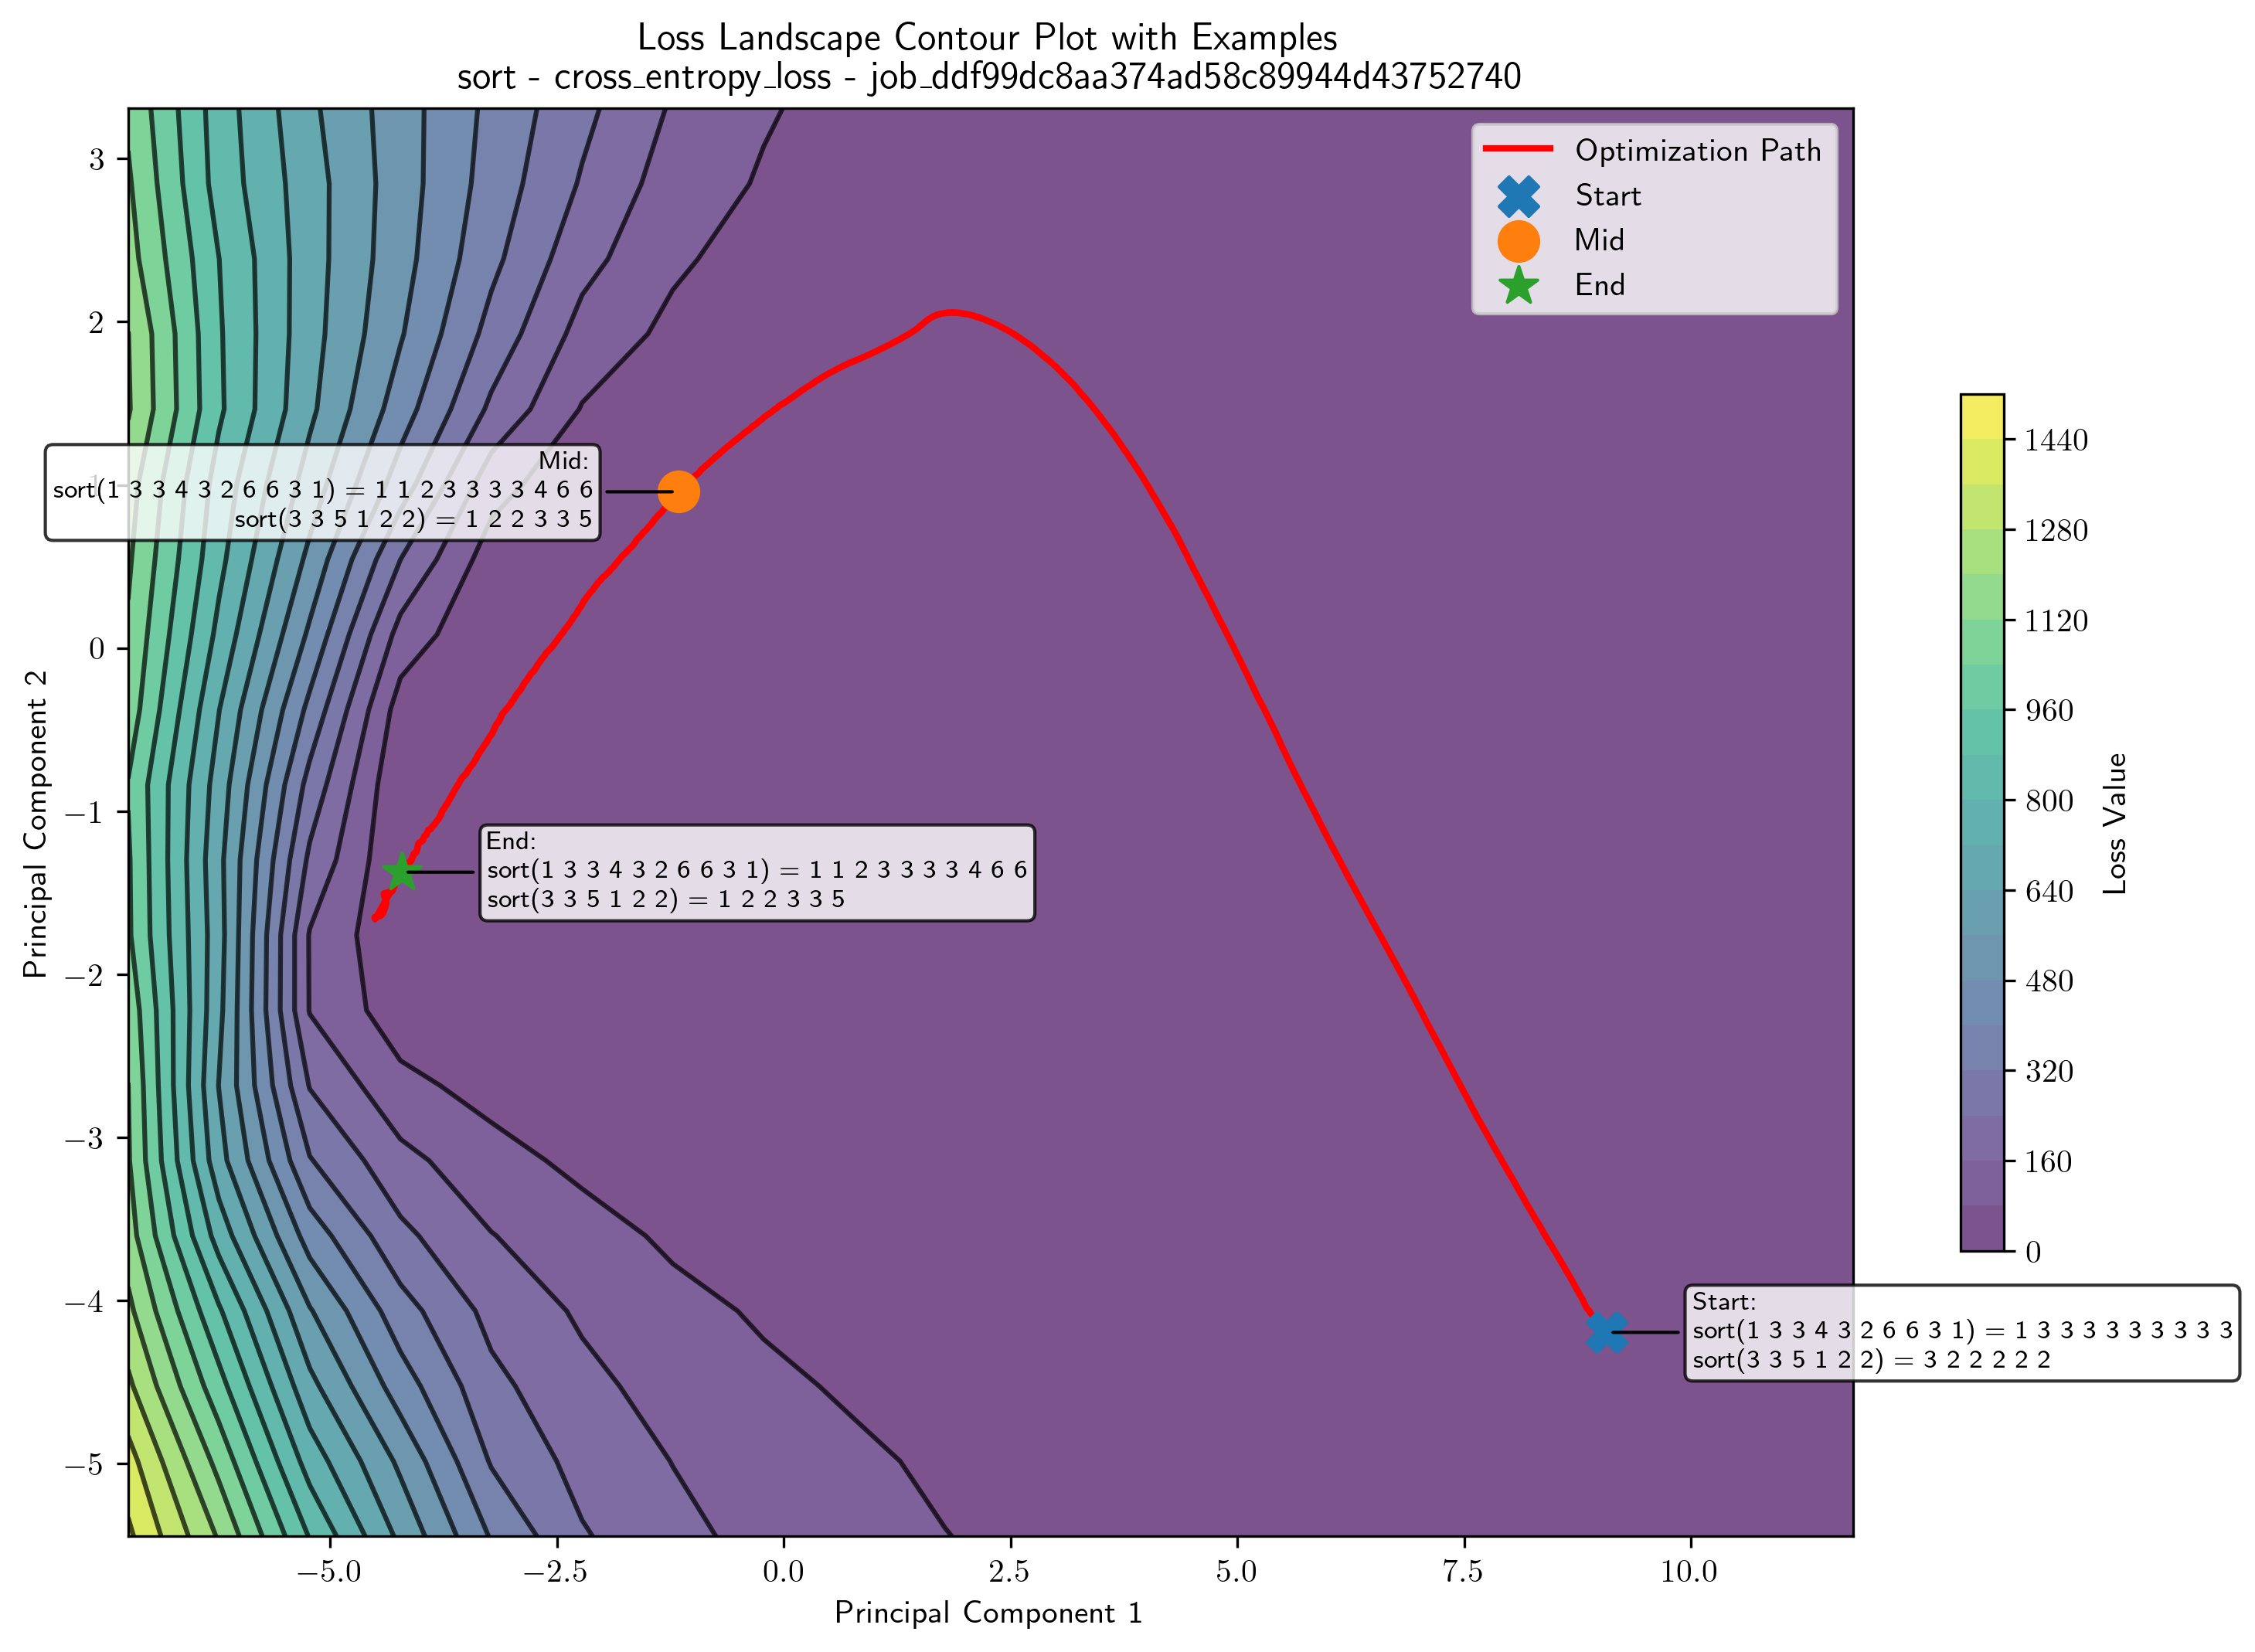 Loss Landscape Contour Plot with Examples
sort - cross_entropy_loss - job_ddf99dc8aa374ad58c89944d43752740
Optimization Path
Start
Mid
End
3
2
1
0
−1
−2
−3
−4
−5
Principal Component 2
Mid:
sort(1 3 3 4 3 2 6 6 3 1) = 1 1 2 3 3 3 3 4 6 6
sort(3 3 5 1 2 2) = 1 2 2 3 3 5
End:
sort(1 3 3 4 3 2 6 6 3 1) = 1 1 2 3 3 3 3 4 6 6
sort(3 3 5 1 2 2) = 1 2 2 3 3 5
Start:
sort(1 3 3 4 3 2 6 6 3 1) = 1 3 3 3 3 3 3 3 3 3
sort(3 3 5 1 2 2) = 3 2 2 2 2 2
−5.0
−2.5
0.0
2.5
5.0
7.5
10.0
Principal Component 1
1440
1280
1120
960
800
640
480
320
160
0
Loss Value